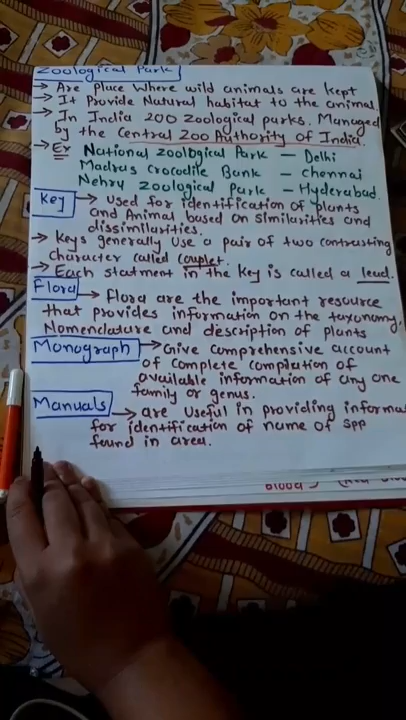 Zoological Park
→ Are Place Where wild animals are kept
→ It Provide Natural habitat to the animal.
→ In India 200 Zoological parks. Managed
by the Central Zoo Authority of India.
→ Ex National Zoological Park — Delhi
Madras Crocodile Bank — Chennai
Nehry Zoological Park — Hyderabad.
Key → Used for identification of plants
and Animal based on similarities and
dissimilarities.
→ Keys generally Use a pair of two contrasting
character called Couplet.
→ Each statment in the Key is called a lead.
Flora → Flora are the important resource
that provides information on the taxonomy,
Nomenclature and description of plants
Monograph → Give comprehensive account
of complete compilation of
available information of any one
family or genus.
Manuals → are Useful in providing informa
for identification of name of SPP
found in area.